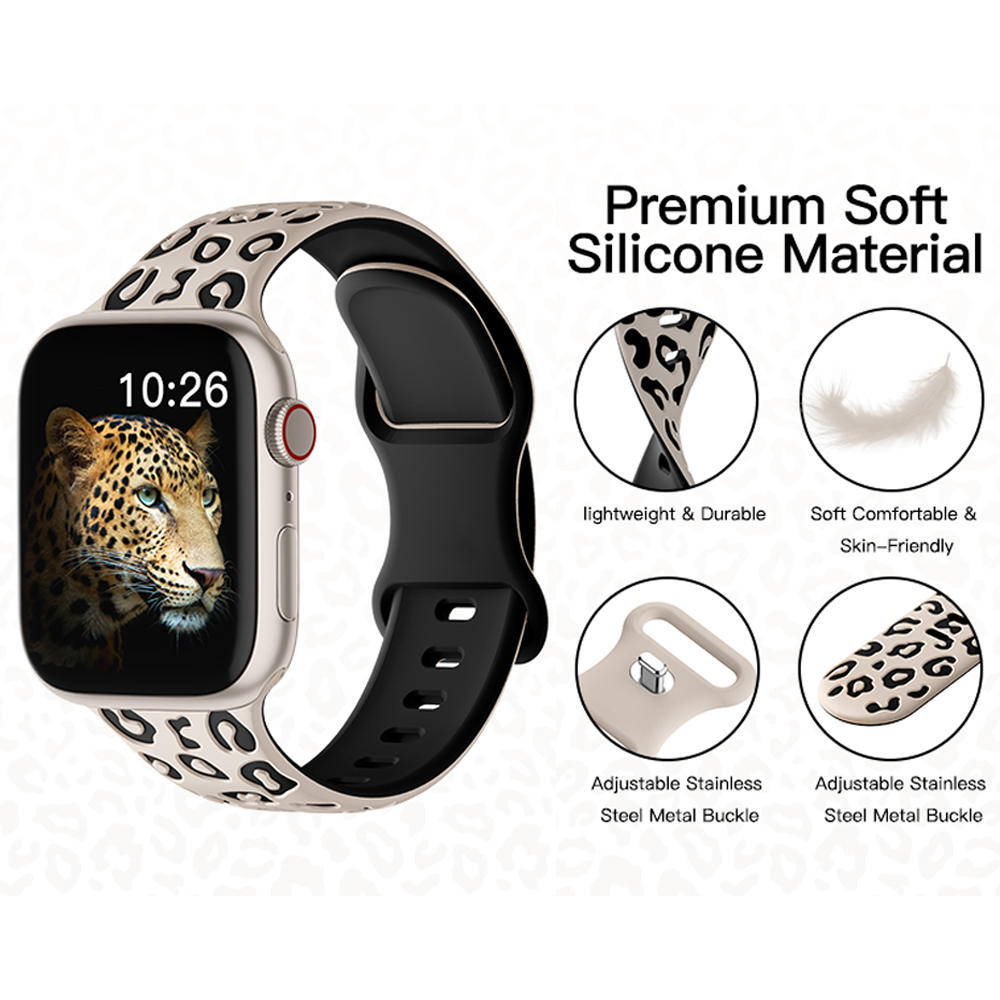 Premium Soft
Silicone Material
10:26
lightweight & Durable
Soft Comfortable &
Skin-Friendly
Adjustable Stainless
Steel Metal Buckle
Adjustable Stainless
Steel Metal Buckle